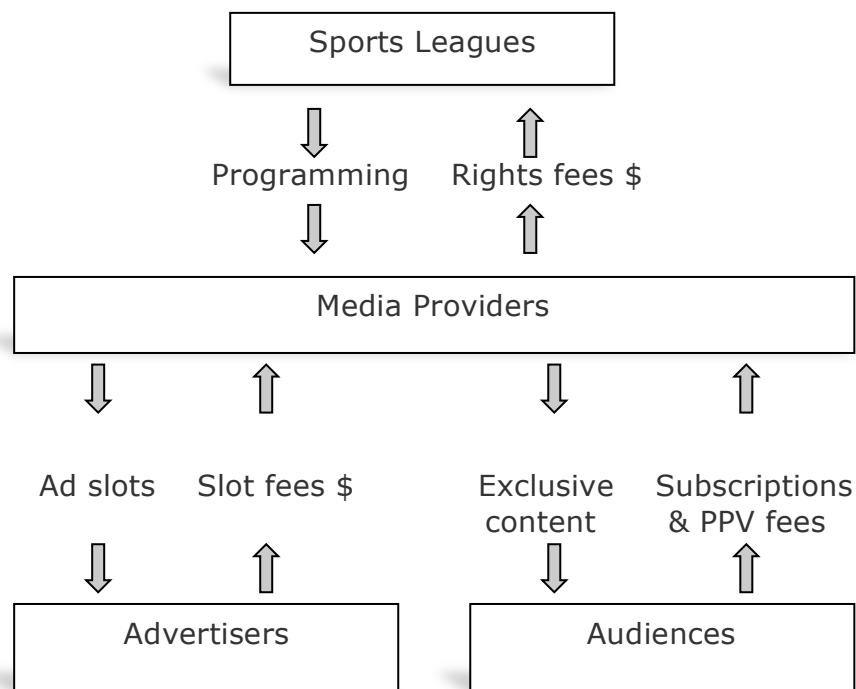 Sports Leagues
Programming
Rights fees $
Media Providers
Ad slots
Slot fees $
Exclusive
content
Subscriptions
& PPV fees
Advertisers
Audiences